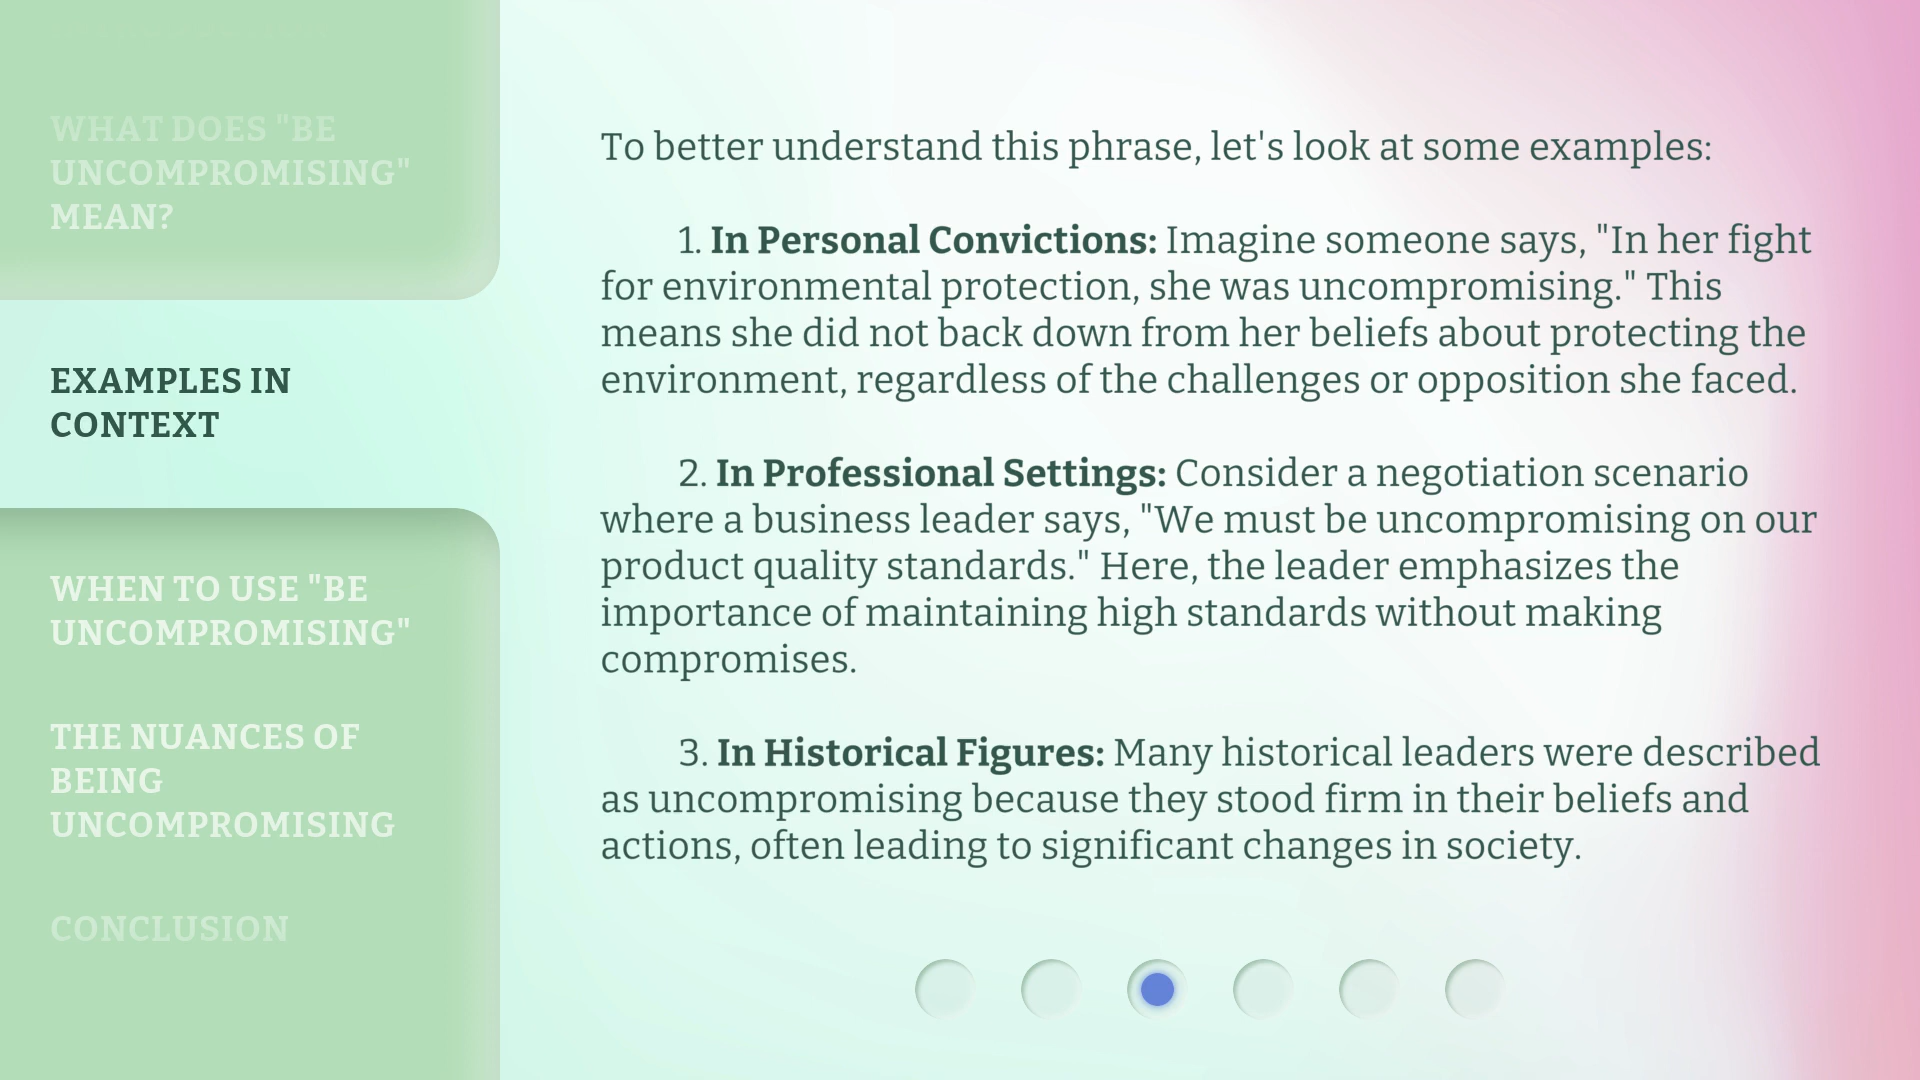 WHAT DOES "BE
UNCOMPROMISING"
MEAN?
EXAMPLES IN
CONTEXT
WHEN TO USE "BE
UNCOMPROMISING"
THE NUANCES OF
BEING
UNCOMPROMISING
CONCLUSION
To better understand this phrase, let's look at some examples:
1. In Personal Convictions: Imagine someone says, "In her fight
for environmental protection, she was uncompromising." This
means she did not back down from her beliefs about protecting the
environment, regardless of the challenges or opposition she faced.
2. In Professional Settings: Consider a negotiation scenario
where a business leader says, "We must be uncompromising on our
product quality standards." Here, the leader emphasizes the
importance of maintaining high standards without making
compromises.
3. In Historical Figures: Many historical leaders were described
as uncompromising because they stood firm in their beliefs and
actions, often leading to significant changes in society.